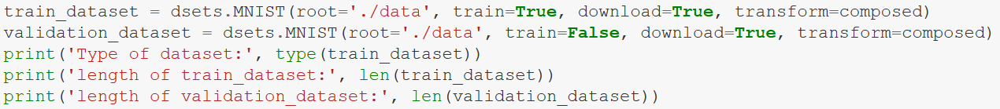 train_dataset = dsets.MNIST(root='./data', train=True, download=True, transform=composed)
validation_dataset = dsets.MNIST(root='./data', train=False, download=True, transform=composed)
print('Type of dataset:', type(train_dataset))
print('length of train_dataset:', len(train_dataset))
print('length of validation_dataset:', len(validation_dataset))